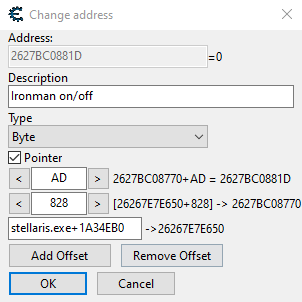 Change address
Address:
2627BC0881D =0
Description
Ironman on/off
Type
Byte
Pointer
< AD > 2627BC08770+AD = 2627BC0881D
< 828 > [26267E7E650+828] -> 2627BC08770
stellaris.exe+1A34EB0 ->26267E7E650
Add Offset Remove Offset
OK Cancel